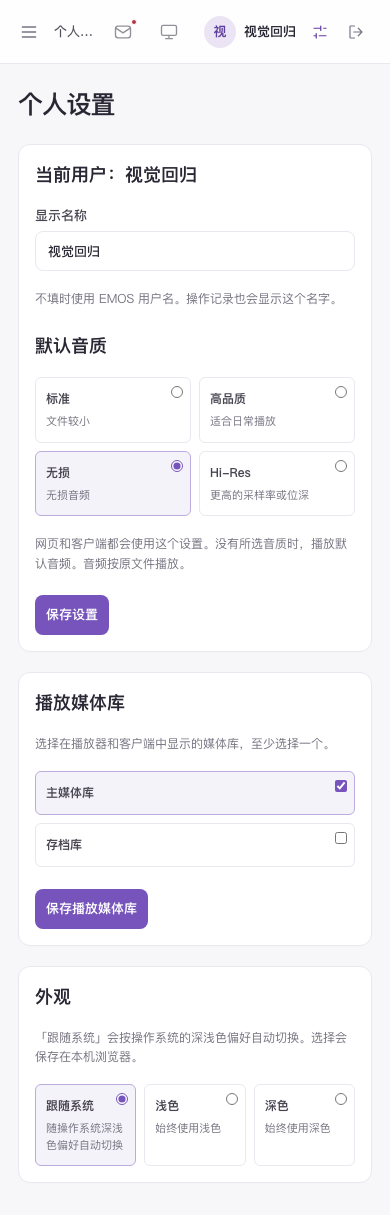 个人...
视
视觉回归
个人设置
当前用户：视觉回归
显示名称
视觉回归
不填时使用 EMOS 用户名。操作记录也会显示这个名字。
默认音质
标准
文件较小
高品质
适合日常播放
无损
无损音频
Hi-Res
更高的采样率或位深
网页和客户端都会使用这个设置。没有所选音质时，播放默
认音频。音频按原文件播放。
保存设置
播放媒体库
选择在播放器和客户端中显示的媒体库，至少选择一个。
主媒体库
存档库
保存播放媒体库
外观
「跟随系统」会按操作系统的深浅色偏好自动切换。选择会
保存在本机浏览器。
跟随系统
随操作系统深浅
色偏好自动切换
浅色
始终使用浅色
深色
始终使用深色